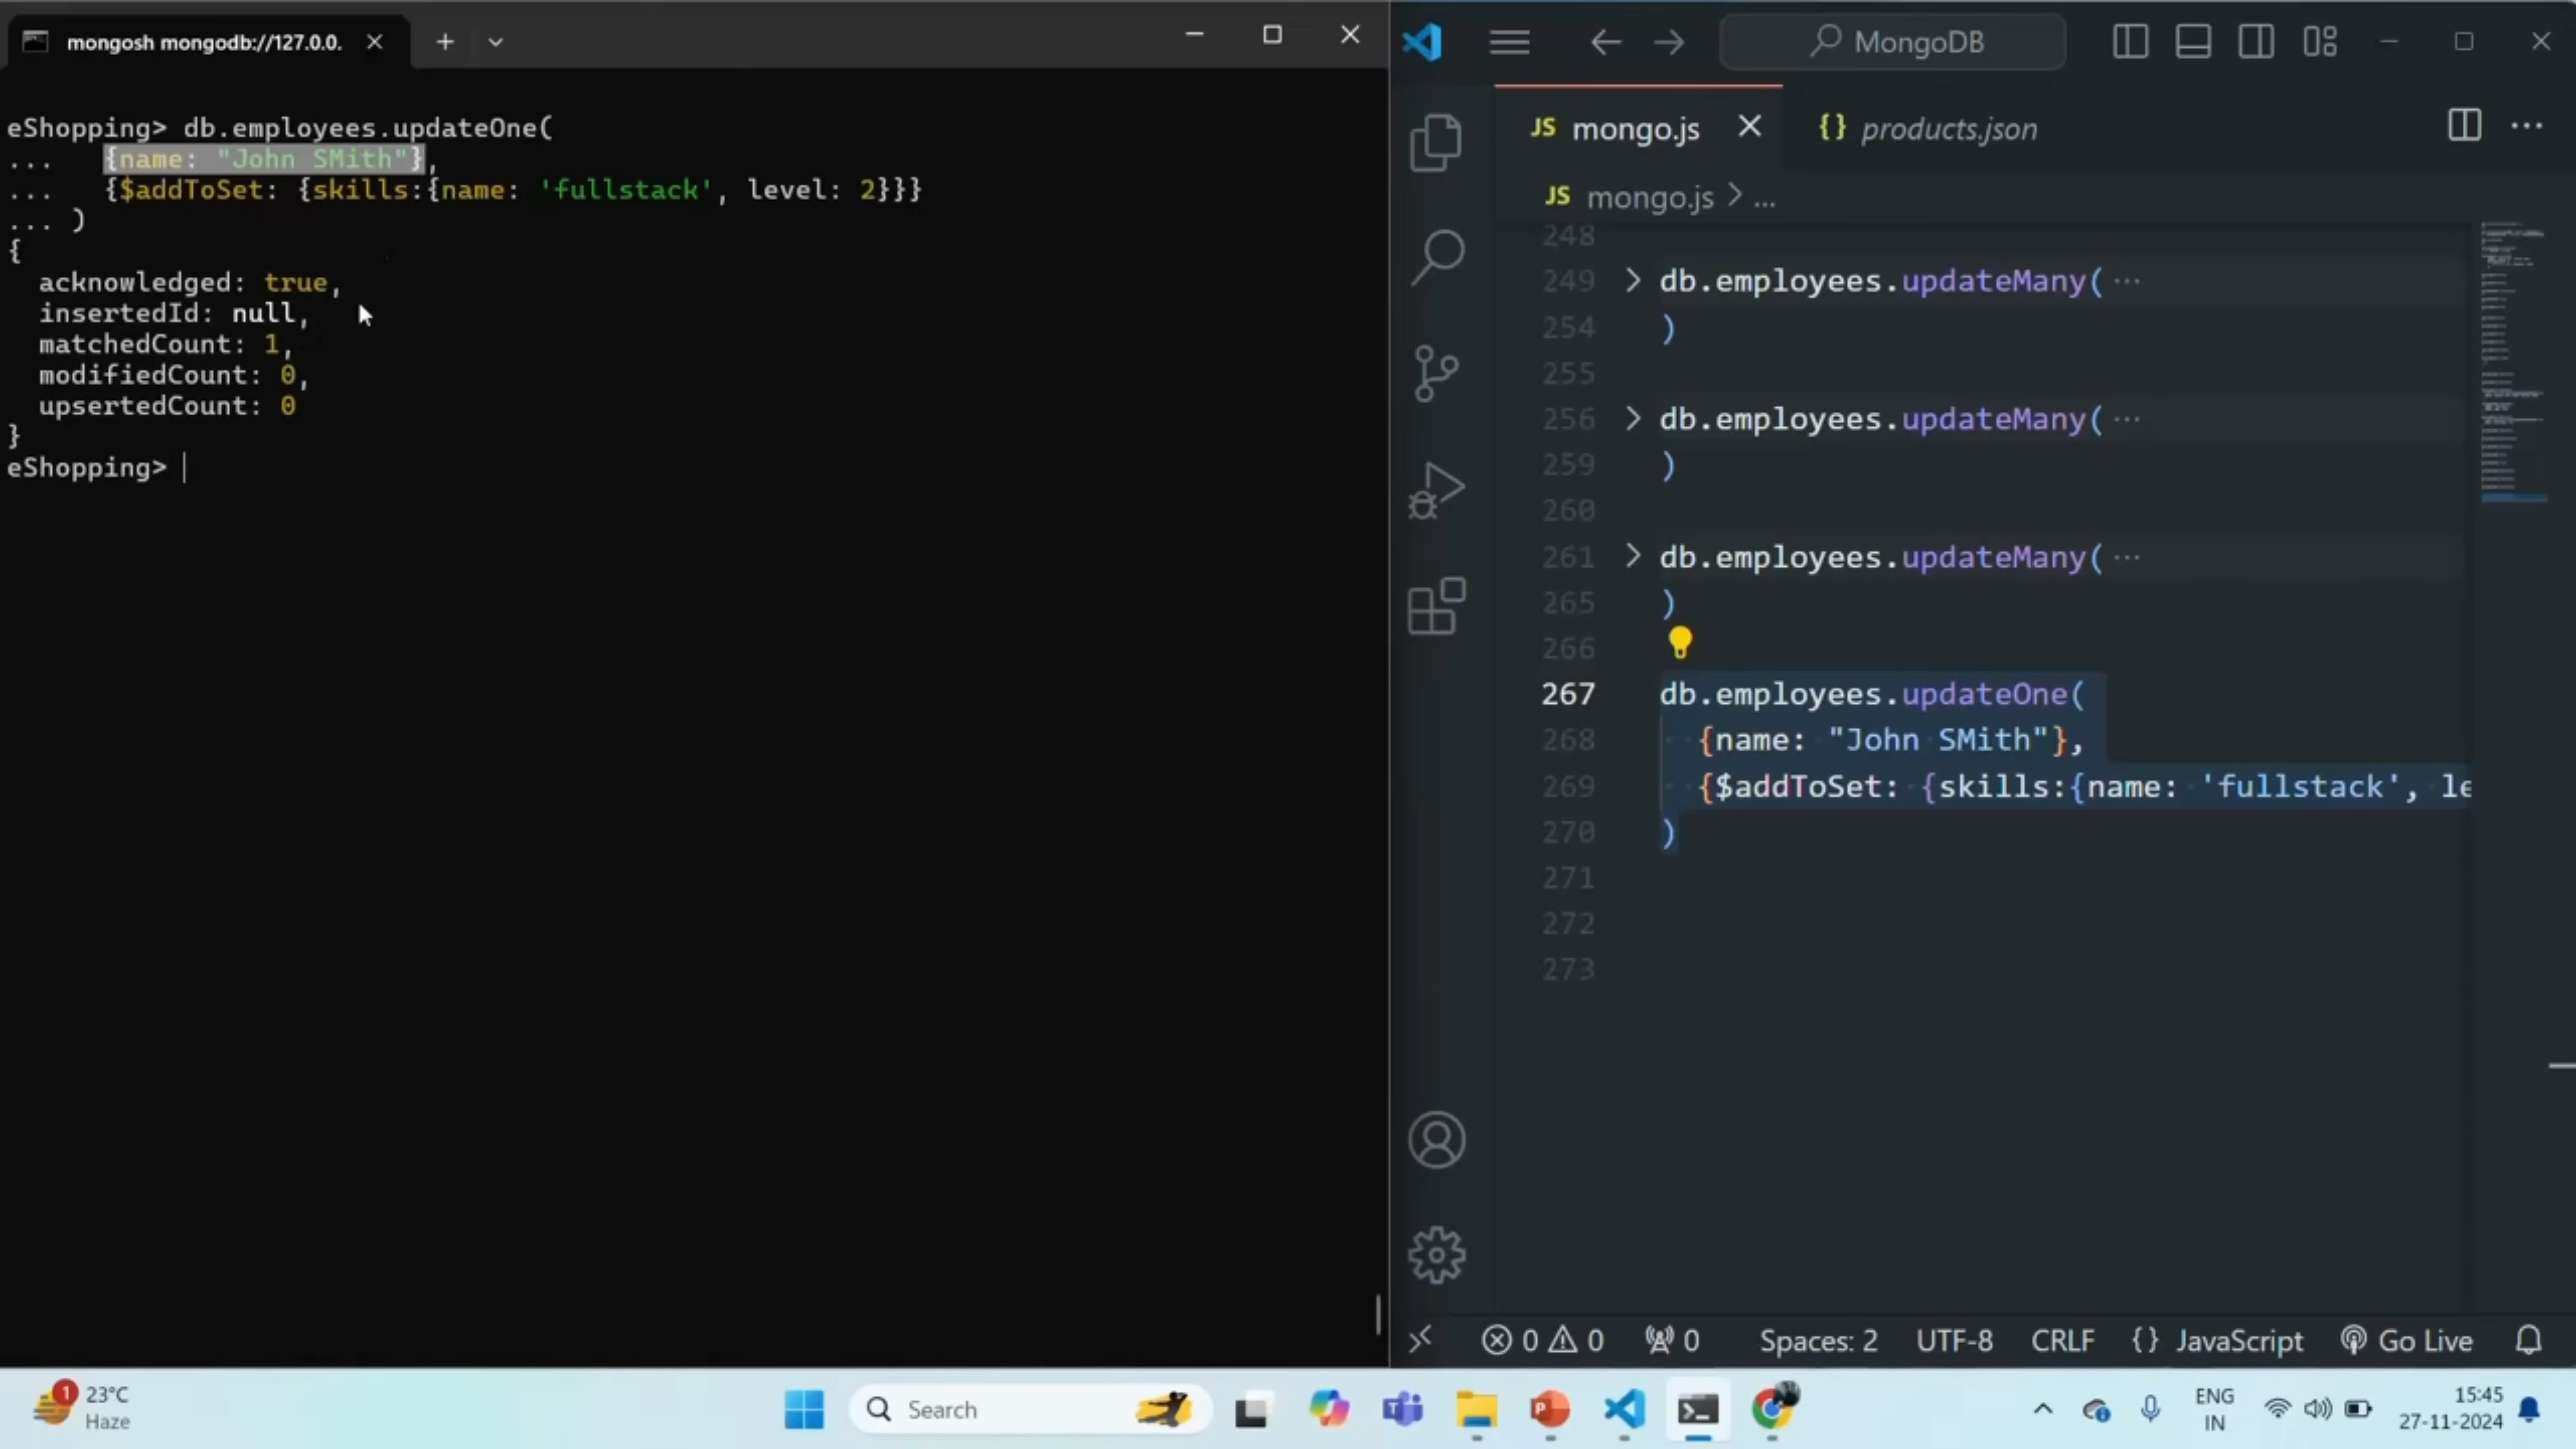 mongosh mongodb://127.0.0.
eShopping> db.employees.updateOne(
...   {name: "John SMith"},
...   {$addToSet: {skills:{name: 'fullstack', level: 2}}}
... )
{
  acknowledged: true,
  insertedId: null,
  matchedCount: 1,
  modifiedCount: 0,
  upsertedCount: 0
}
eShopping>
MongoDB
JS mongo.js
{} products.json
JS mongo.js > ...
248
249 > db.employees.updateMany( ···
254 )
255
256 > db.employees.updateMany( ···
259 )
260
261 > db.employees.updateMany( ···
265 )
266
267 db.employees.updateOne(
268   {name: "John SMith"},
269   {$addToSet: {skills:{name: 'fullstack', le
270 )
271
272
273
0 0 0 Spaces: 2 UTF-8 CRLF {} JavaScript Go Live
1
23°C
Haze
Search
ENG
IN
15:45
27-11-2024